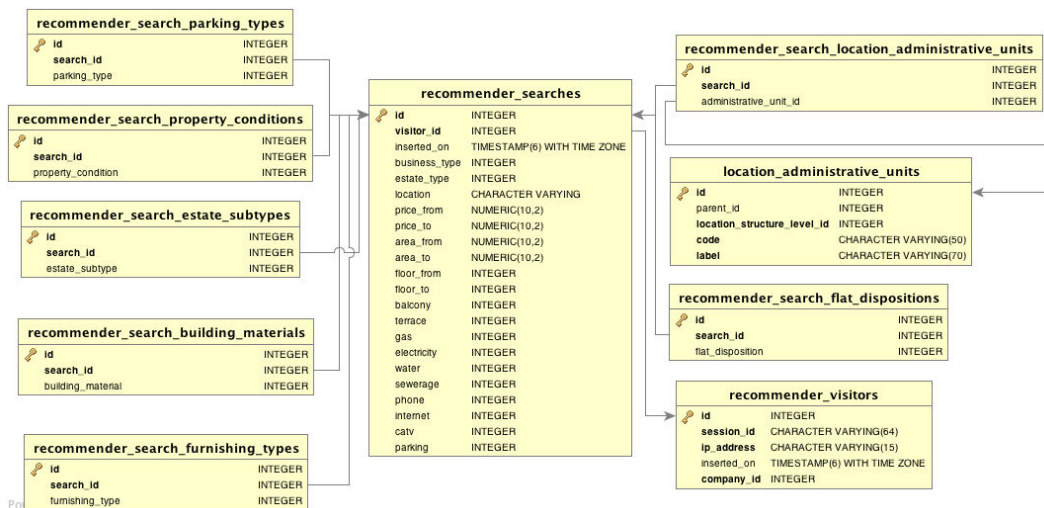 recommender_search_parking_types
id INTEGER
search_id INTEGER
parking_type INTEGER
recommender_search_property_conditions
id INTEGER
search_id INTEGER
property_condition INTEGER
recommender_search_estate_subtypes
id INTEGER
search_id INTEGER
estate_subtype INTEGER
recommender_search_building_materials
id INTEGER
search_id INTEGER
building_material INTEGER
recommender_search_furnishing_types
id INTEGER
search_id INTEGER
furnishing_type INTEGER
recommender_searches
id INTEGER
visitor_id INTEGER
inserted_on TIMESTAMP(6) WITH TIME ZONE
business_type INTEGER
estate_type INTEGER
location CHARACTER VARYING
price_from NUMERIC(10,2)
price_to NUMERIC(10,2)
area_from NUMERIC(10,2)
area_to NUMERIC(10,2)
floor_from INTEGER
floor_to INTEGER
balcony INTEGER
terrace INTEGER
gas INTEGER
electricity INTEGER
water INTEGER
sewerage INTEGER
phone INTEGER
internet INTEGER
catv INTEGER
parking INTEGER
recommender_search_location_administrative_units
id INTEGER
search_id INTEGER
administrative_unit_id INTEGER
location_administrative_units
id INTEGER
parent_id INTEGER
location_structure_level_id INTEGER
code CHARACTER VARYING(50)
label CHARACTER VARYING(70)
recommender_search_flat_dispositions
id INTEGER
search_id INTEGER
flat_disposition INTEGER
recommender_visitors
id INTEGER
session_id CHARACTER VARYING(64)
ip_address CHARACTER VARYING(15)
inserted_on TIMESTAMP(6) WITH TIME ZONE
company_id INTEGER